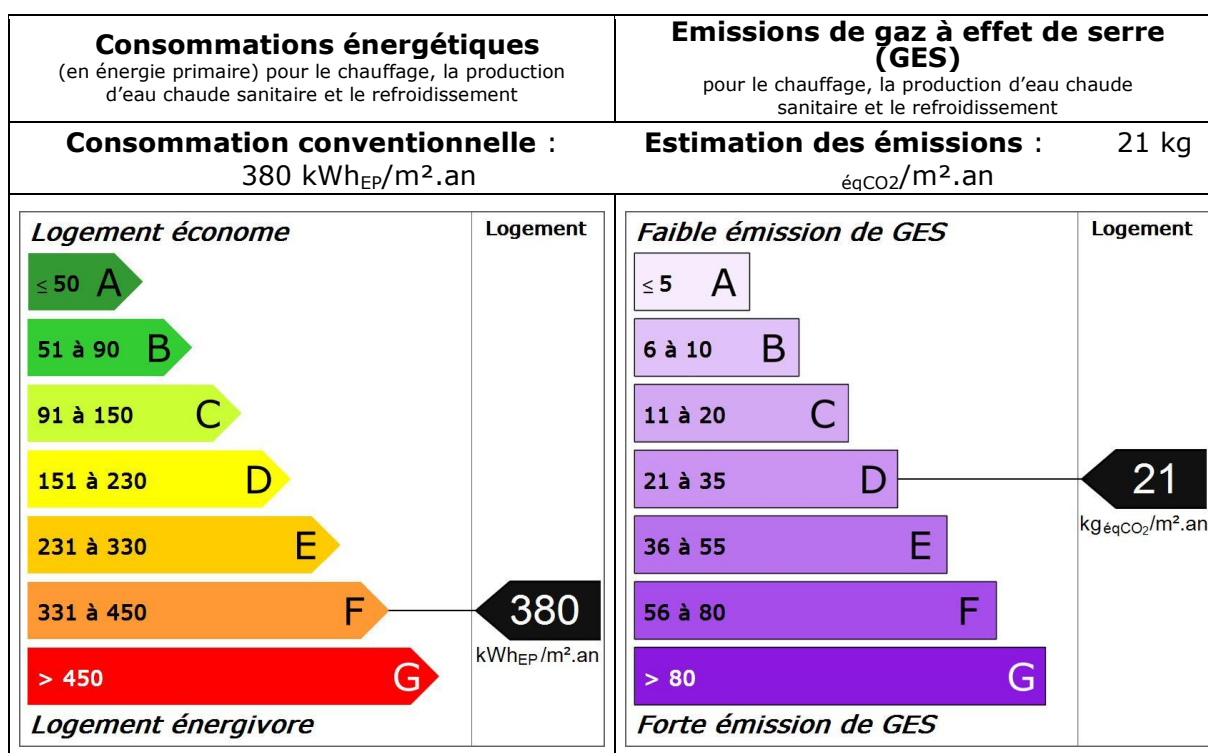 Consommations énergétiques
(en énergie primaire) pour le chauffage, la production
d'eau chaude sanitaire et le refroidissement
Emissions de gaz à effet de serre
(GES)
pour le chauffage, la production d'eau chaude
sanitaire et le refroidissement
Consommation conventionnelle :
380 kWhEP/m².an
Estimation des émissions : 21 kg
éqCO2/m².an
Logement économe
Logement
≤ 50 A
51 à 90 B
91 à 150 C
151 à 230 D
231 à 330 E
331 à 450 F
380
kWhEP/m².an
> 450 G
Logement énergivore
Faible émission de GES
Logement
≤ 5 A
6 à 10 B
11 à 20 C
21 à 35 D
21
kgéqCO2/m².an
36 à 55 E
56 à 80 F
> 80 G
Forte émission de GES